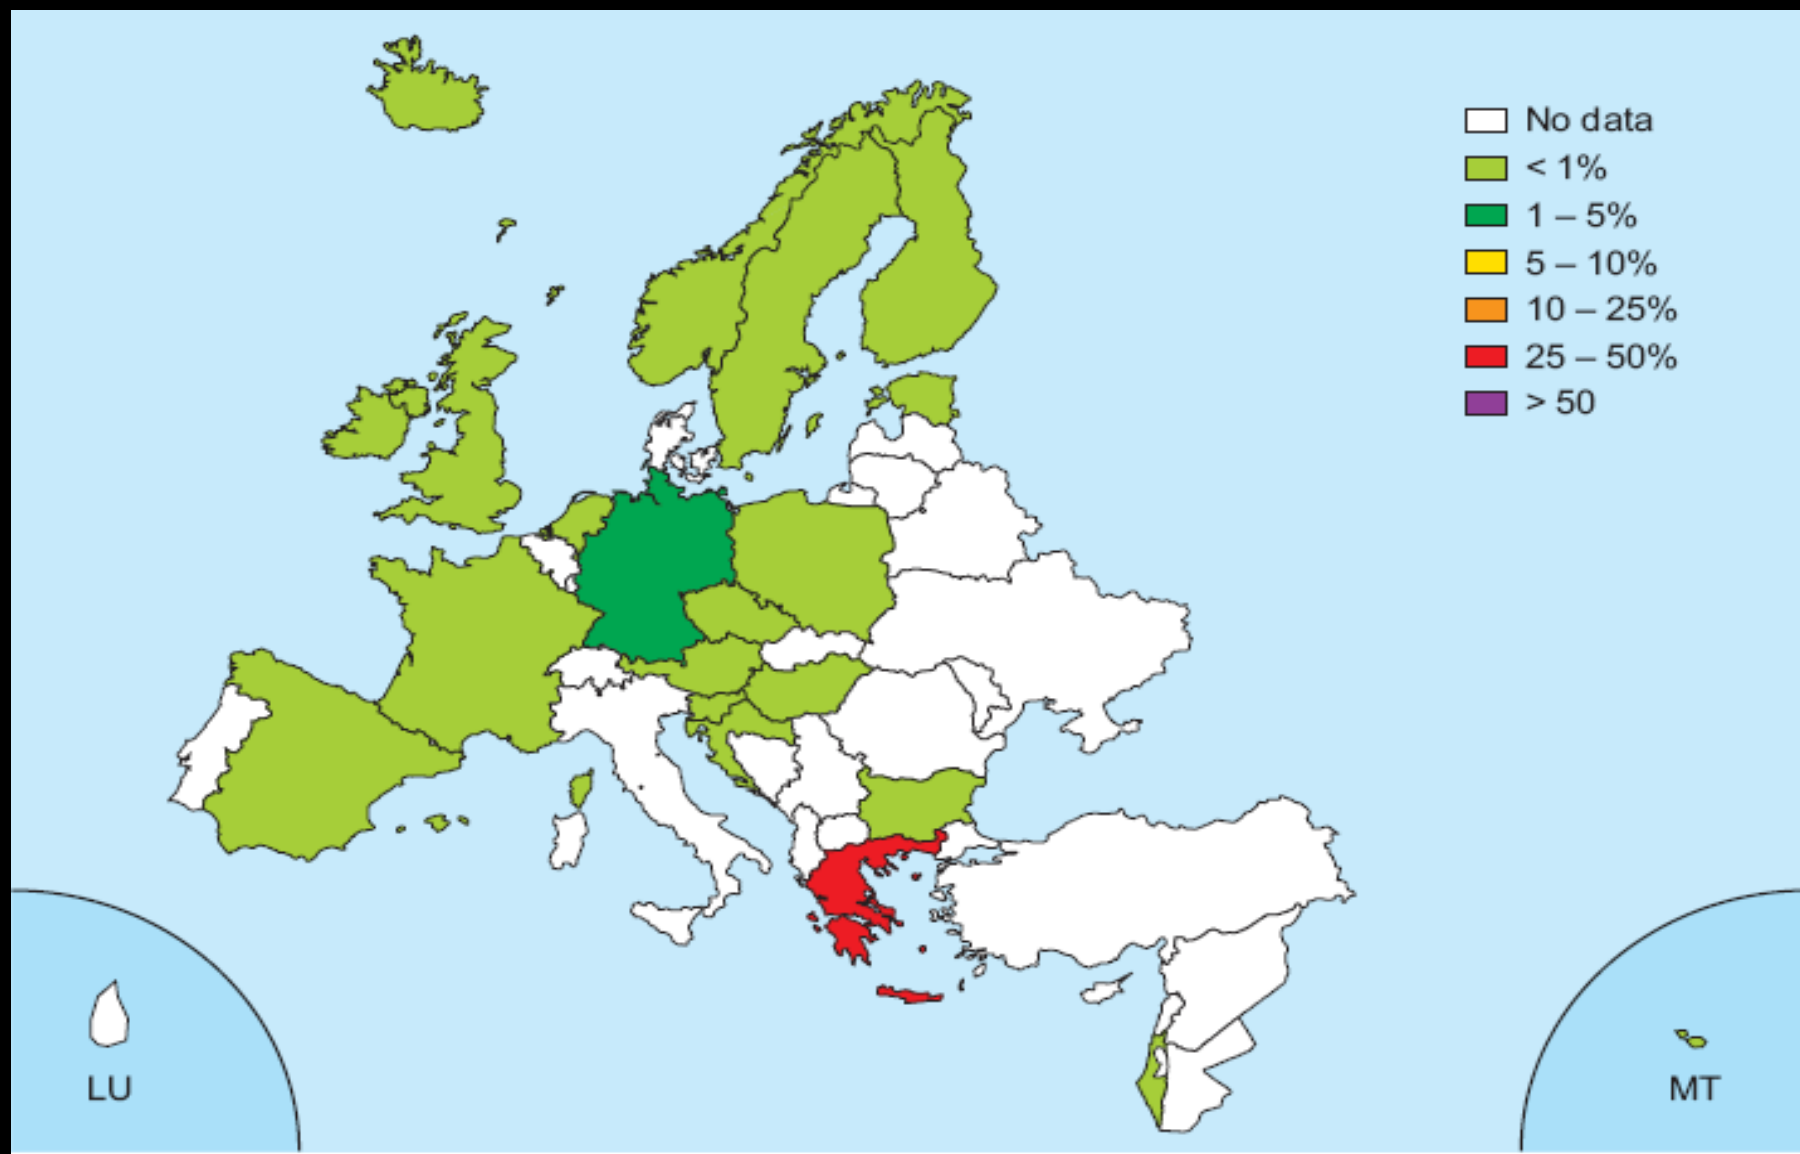 No data
< 1%
1 – 5%
5 – 10%
10 – 25%
25 – 50%
> 50
LU
MT